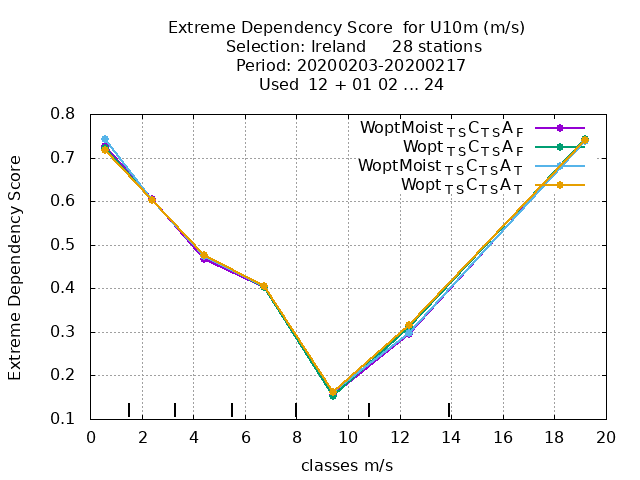 Extreme Dependency Score  for U10m (m/s)
Selection: Ireland     28 stations
Period: 20200203-20200217
Used  12 + 01 02 ... 24
Extreme Dependency Score
0.8
0.7
0.6
0.5
0.4
0.3
0.2
0.1
WoptMoist TS C TS A F
Wopt TS C TS A F
WoptMoist TS C TS A T
Wopt TS C TS A T
0 2 4 6 8 10 12 14 16 18 20
classes m/s